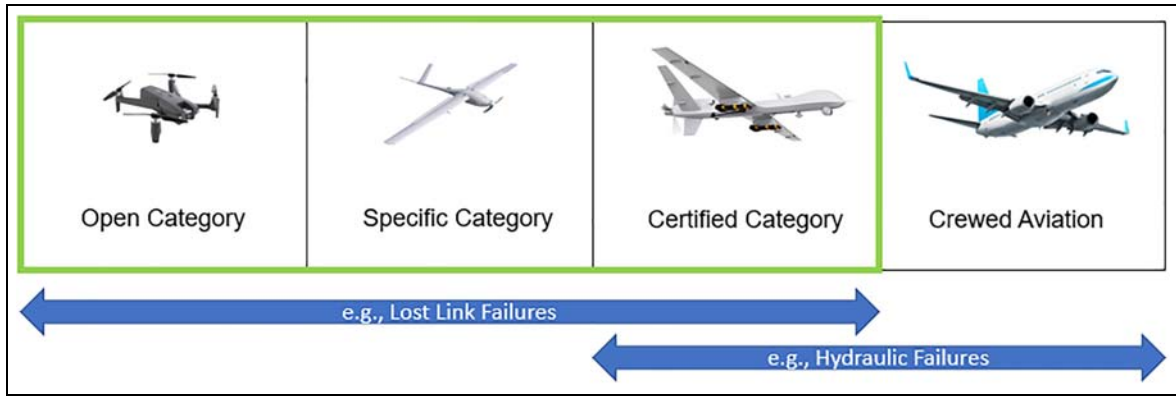 Open Category
Specific Category
Certified Category
Crewed Aviation
e.g., Lost Link Failures
e.g., Hydraulic Failures